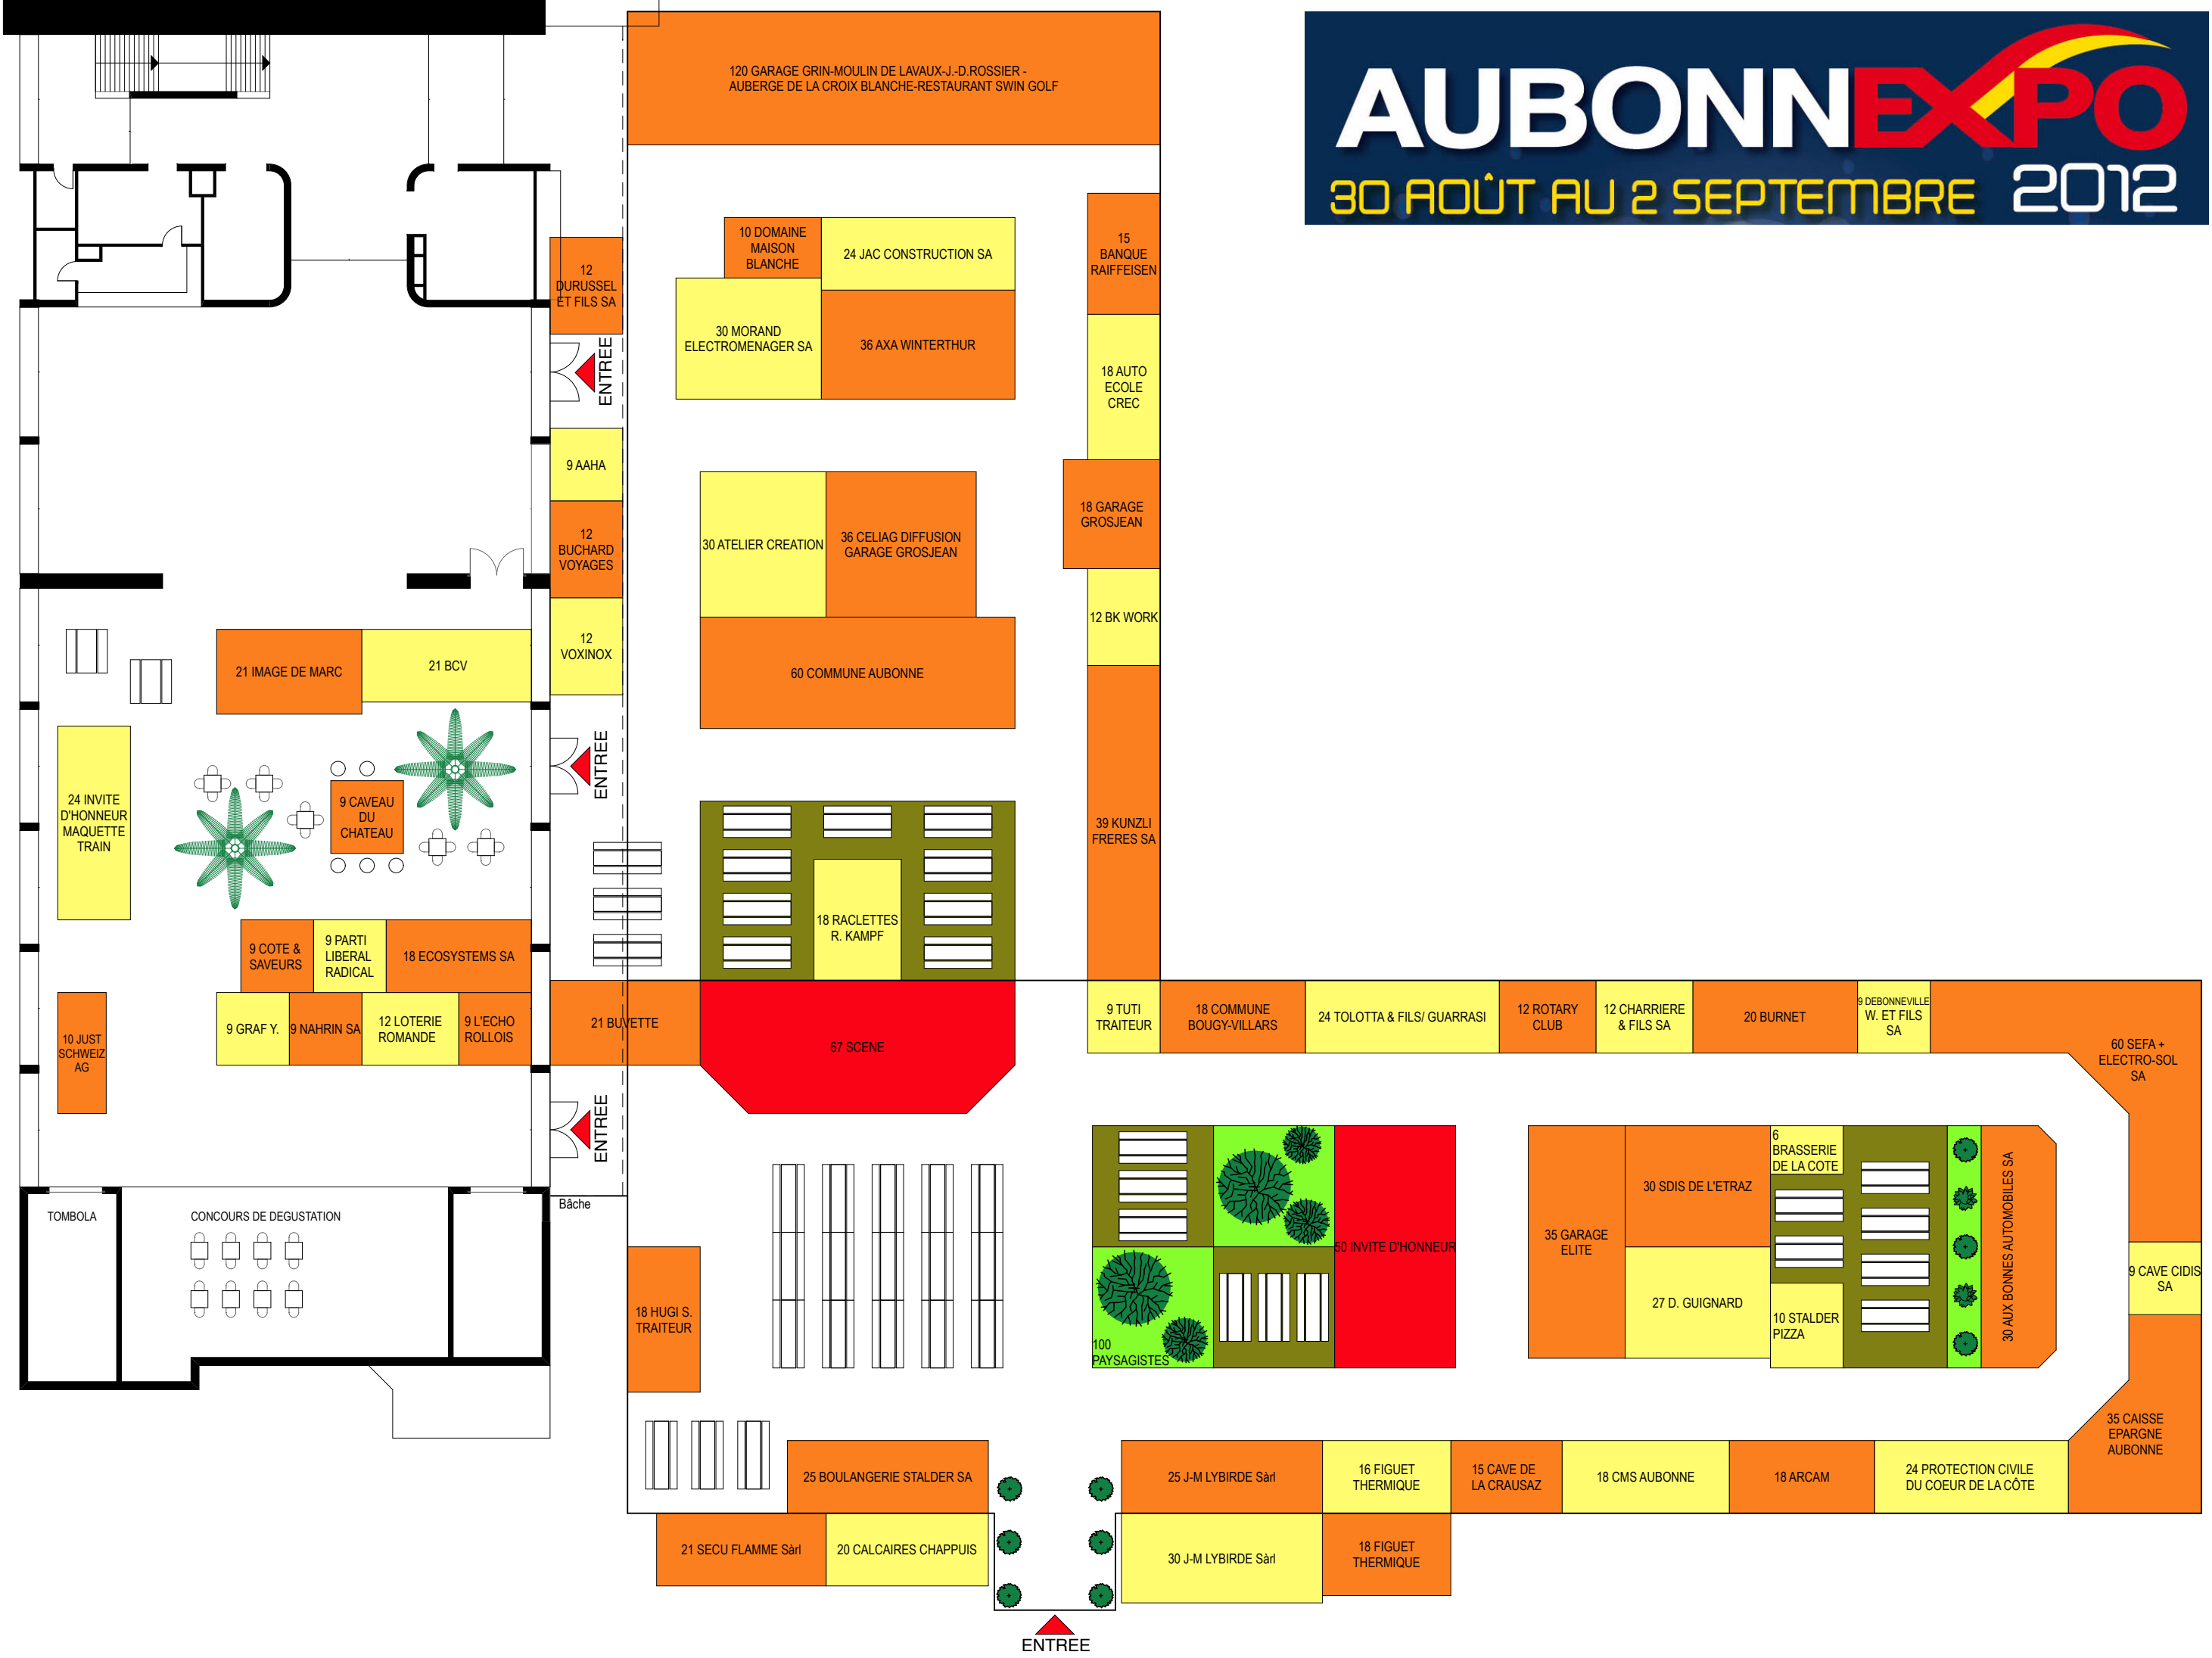 AUBONNEXPO
30 AOÛT AU 2 SEPTEMBRE 2012
120 GARAGE GRIN-MOULIN DE LAVAUX-J.-D.ROSSIER -
AUBERGE DE LA CROIX BLANCHE-RESTAURANT SWIN GOLF
12
DURUSSEL
ET FILS SA
10 DOMAINE
MAISON
BLANCHE
24 JAC CONSTRUCTION SA
15
BANQUE
RAIFFEISEN
30 MORAND
ELECTROMENAGER SA
36 AXA WINTERTHUR
ENTREE
18 AUTO
ECOLE
CREC
9 AAHA
12
BUCHARD
VOYAGES
30 ATELIER CREATION
36 CELIAG DIFFUSION
GARAGE GROSJEAN
18 GARAGE
GROSJEAN
12
VOXINOX
12 BK WORK
21 IMAGE DE MARC
21 BCV
60 COMMUNE AUBONNE
ENTREE
24 INVITE
D'HONNEUR
MAQUETTE
TRAIN
9 CAVEAU
DU
CHATEAU
39 KUNZLI
FRERES SA
18 RACLETTES
R. KAMPF
9 COTE &
SAVEURS
9 PARTI
LIBERAL
RADICAL
18 ECOSYSTEMS SA
10 JUST
SCHWEIZ
AG
9 GRAF Y.
9 NAHRIN SA
12 LOTERIE
ROMANDE
9 L'ECHO
ROLLOIS
21 BUVETTE
67 SCENE
9 TUTI
TRAITEUR
18 COMMUNE
BOUGY-VILLARS
24 TOLOTTA & FILS/ GUARRASI
12 ROTARY
CLUB
12 CHARRIERE
& FILS SA
20 BURNET
9 DEBONNEVILLE
W. ET FILS
SA
60 SEFA +
ELECTRO-SOL
SA
ENTREE
Bâche
TOMBOLA
CONCOURS DE DEGUSTATION
18 HUGI S.
TRAITEUR
100
PAYSAGISTES
50 INVITE D'HONNEUR
35 GARAGE
ELITE
30 SDIS DE L'ETRAZ
27 D. GUIGNARD
6
BRASSERIE
DE LA COTE
10 STALDER
PIZZA
30 AUX BONNES AUTOMOBILES SA
9 CAVE CIDIS
SA
35 CAISSE
EPARGNE
AUBONNE
25 BOULANGERIE STALDER SA
25 J-M LYBIRDE Sàrl
16 FIGUET
THERMIQUE
15 CAVE DE
LA CRAUSAZ
18 CMS AUBONNE
18 ARCAM
24 PROTECTION CIVILE
DU COEUR DE LA CÔTE
21 SECU FLAMME Sàrl
20 CALCAIRES CHAPPUIS
30 J-M LYBIRDE Sàrl
18 FIGUET
THERMIQUE
ENTREE